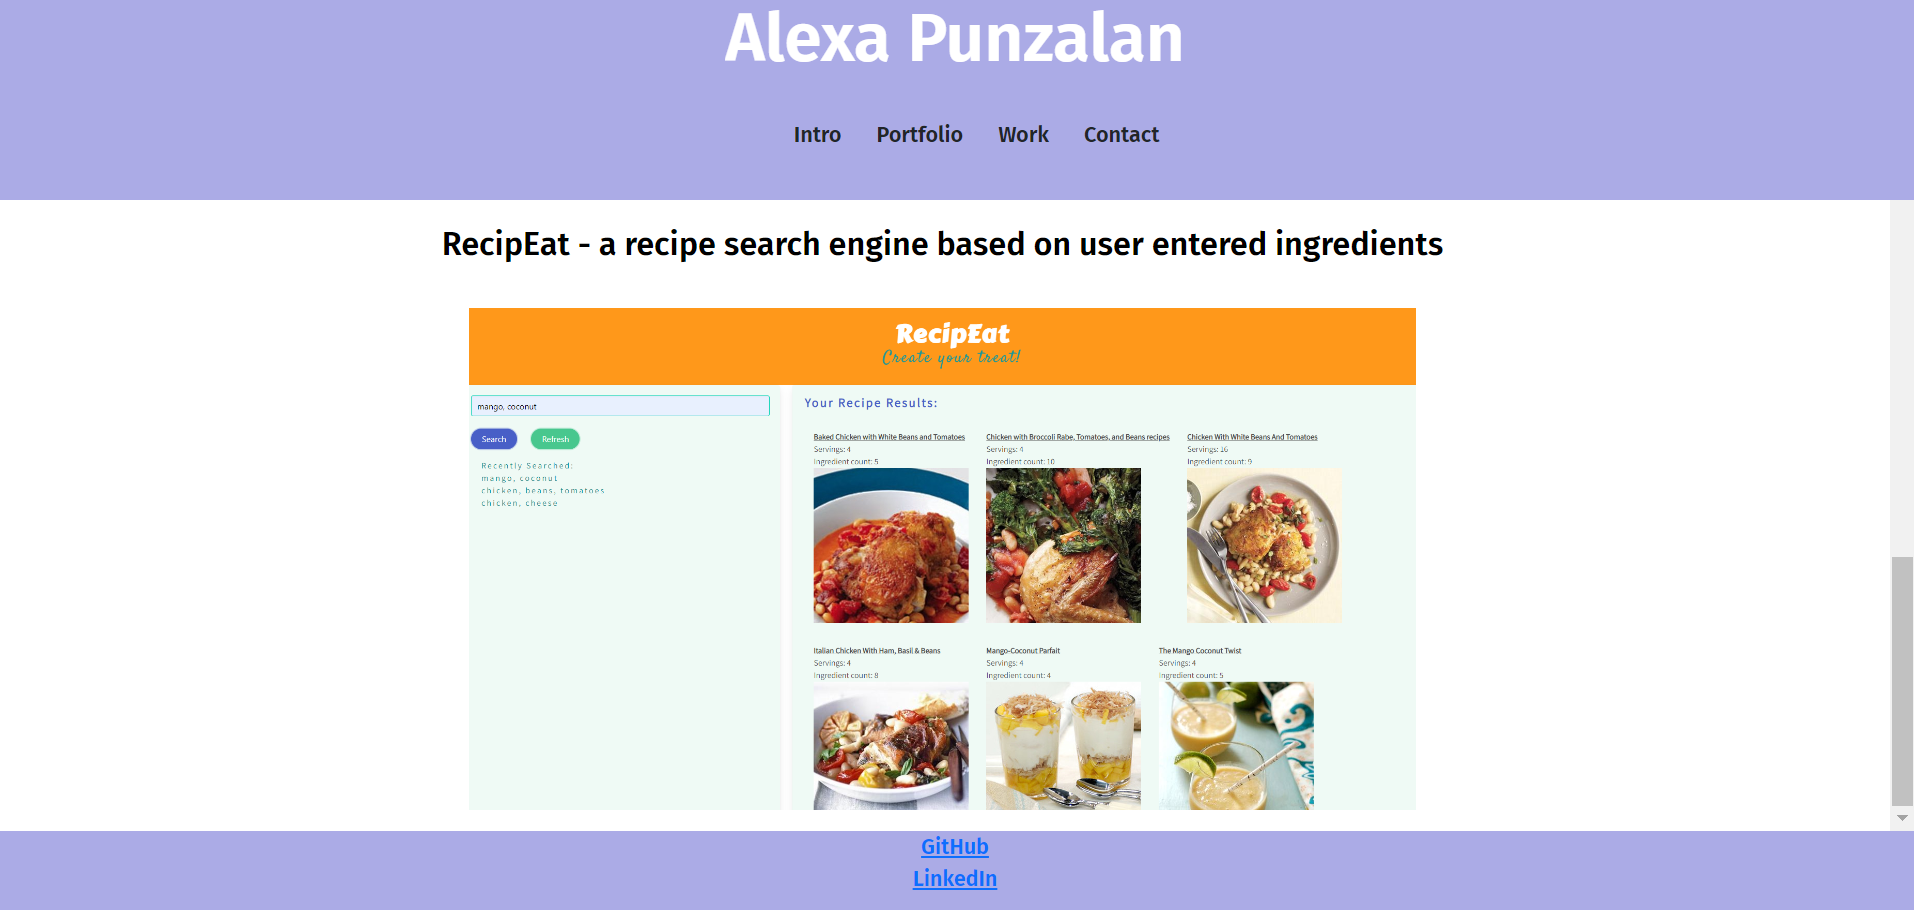 Alexa Punzalan
Intro Portfolio Work Contact
RecipEat - a recipe search engine based on user entered ingredients
RecipEat
Create your treat!
mango, coconut
Search Refresh
Recently Searched:
mango, coconut
chicken, beans, tomatoes
chicken, cheese
Your Recipe Results:
Baked Chicken with White Beans and Tomatoes
Servings: 4
Ingredient count: 5
Chicken with Broccoli Rabe, Tomatoes, and Beans recipes
Servings: 4
Ingredient count: 10
Chicken With White Beans And Tomatoes
Servings: 16
Ingredient count: 9
Italian Chicken With Ham, Basil & Beans
Servings: 4
Ingredient count: 8
Mango-Coconut Parfait
Servings: 4
Ingredient count: 4
The Mango Coconut Twist
Servings: 4
Ingredient count: 5
GitHub
LinkedIn